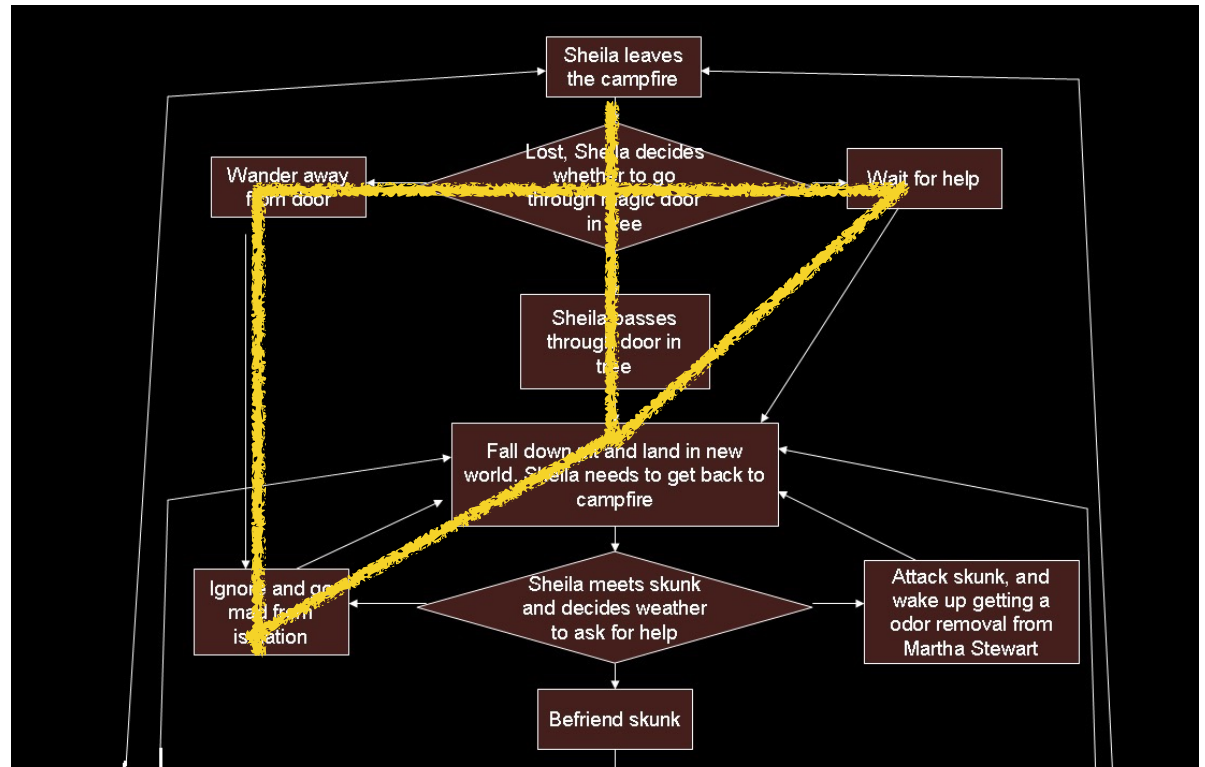 Sheila leaves
the campfire
Lost, Sheila decides
whether to go
through magic door
in tree
Wander away
from door
Wait for help
Sheila passes
through door in
tree
Fall down pit and land in new
world. Sheila needs to get back to
campfire
Ignore and go
mad from
isolation
Sheila meets skunk
and decides weather
to ask for help
Attack skunk, and
wake up getting a
odor removal from
Martha Stewart
Befriend skunk